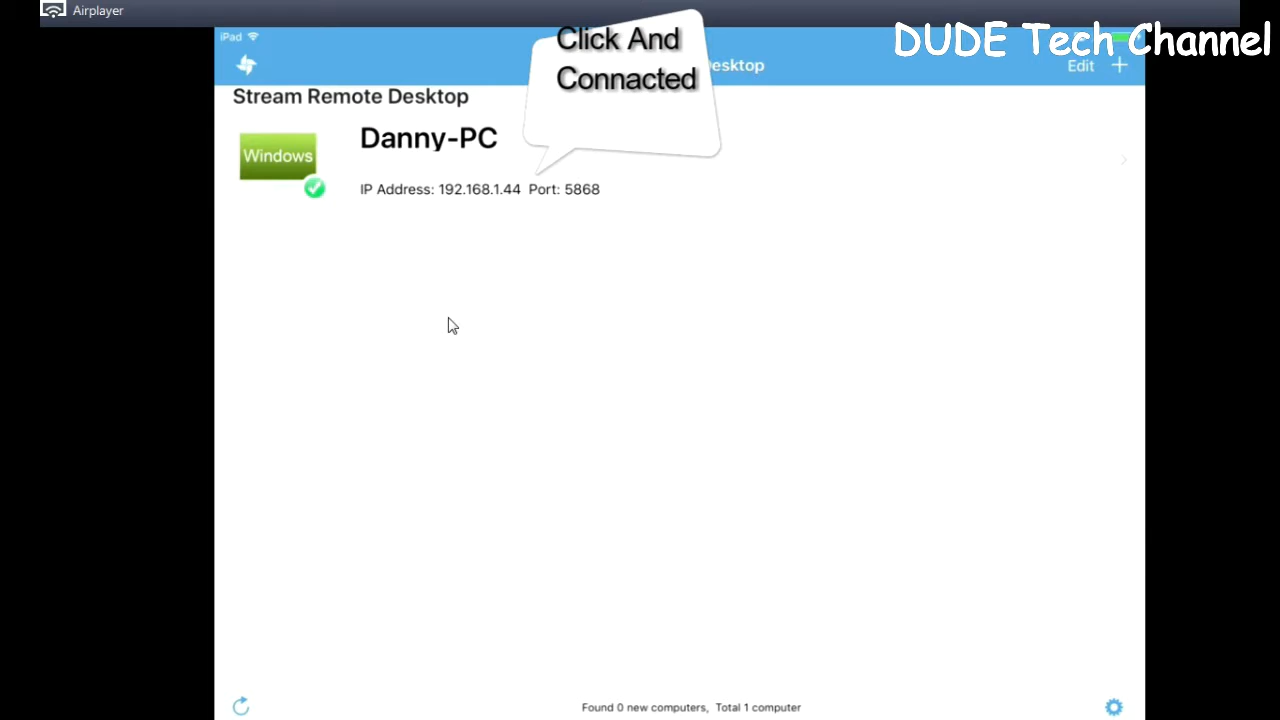 Airplayer
DUDE Tech Channel
iPad
Click And
Connacted
Desktop
Edit
Stream Remote Desktop
Danny-PC
Windows
IP Address: 192.168.1.44 Port: 5868
Found 0 new computers, Total 1 computer